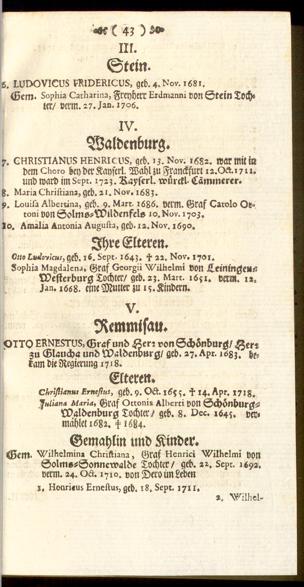 ( 43 )
III.
Stein.
6. LUDOVICUS FRIDERICUS, geb. 4. Nov. 1681.
Gem. Sophia Catharina, Freyherr Erdmanni von Stein Toch-
ter/ verm. 27. Jan. 1706.
IV.
Waldenburg.
7. CHRISTIANUS HENRICUS, geb. 13. Nov. 1682. war mit in
dem Choro bey der Kayserl. Wahl zu Franckfurt 12. Oct. 1711.
und ward im Sept. 1723. Kayserl. würckl. Cämmerer.
8. Maria Christiana, geb. 21. Nov. 1683.
9. Louisa Albertina, geb. 9. Mart. 1686. verm. Graf Carolo Ot-
toni von Solms-Wildenfels 10. Nov. 1703.
10. Amalia Antonia Augusta, geb. 12. Nov. 1690.
Ihre Elteren.
Otto Ludovicus, geb. 16. Sept. 1643. † 22. Nov. 1701.
Sophia Magdalena, Graf Georgii Wilhelmi von Leiningen-
Westerburg Tochter/ geb. 23. Mart. 1651. verm. 12.
Jan. 1668. eine Mutter zu 15. Kindern.
V.
Remmisau.
OTTO ERNESTUS, Graf und Herr von Schönburg/ Herr
zu Glaucha und Waldenburg/ geb. 27. Apr. 1683. be-
kam die Regierung 1718.
Elteren.
Christianus Ernestus, geb. 9. Oct. 1655. † 14. Apr. 1718.
Juliana Maria, Graf Ottonis Alberti von Schönburg-
Waldenburg Tochter/ geb. 8. Dec. 1645. ver-
mählet 1682. † 1684.
Gemahlin und Kinder.
Gem. Wilhelmina Christiana, Graf Henrici Wilhelmi von
Solms-Sonnewalde Tochter/ geb. 22. Sept. 1692.
verm. 24. Oct. 1710. von Dero im Leben
1. Henricus Ernestus, geb. 18. Sept. 1711.
2. Wilhel-